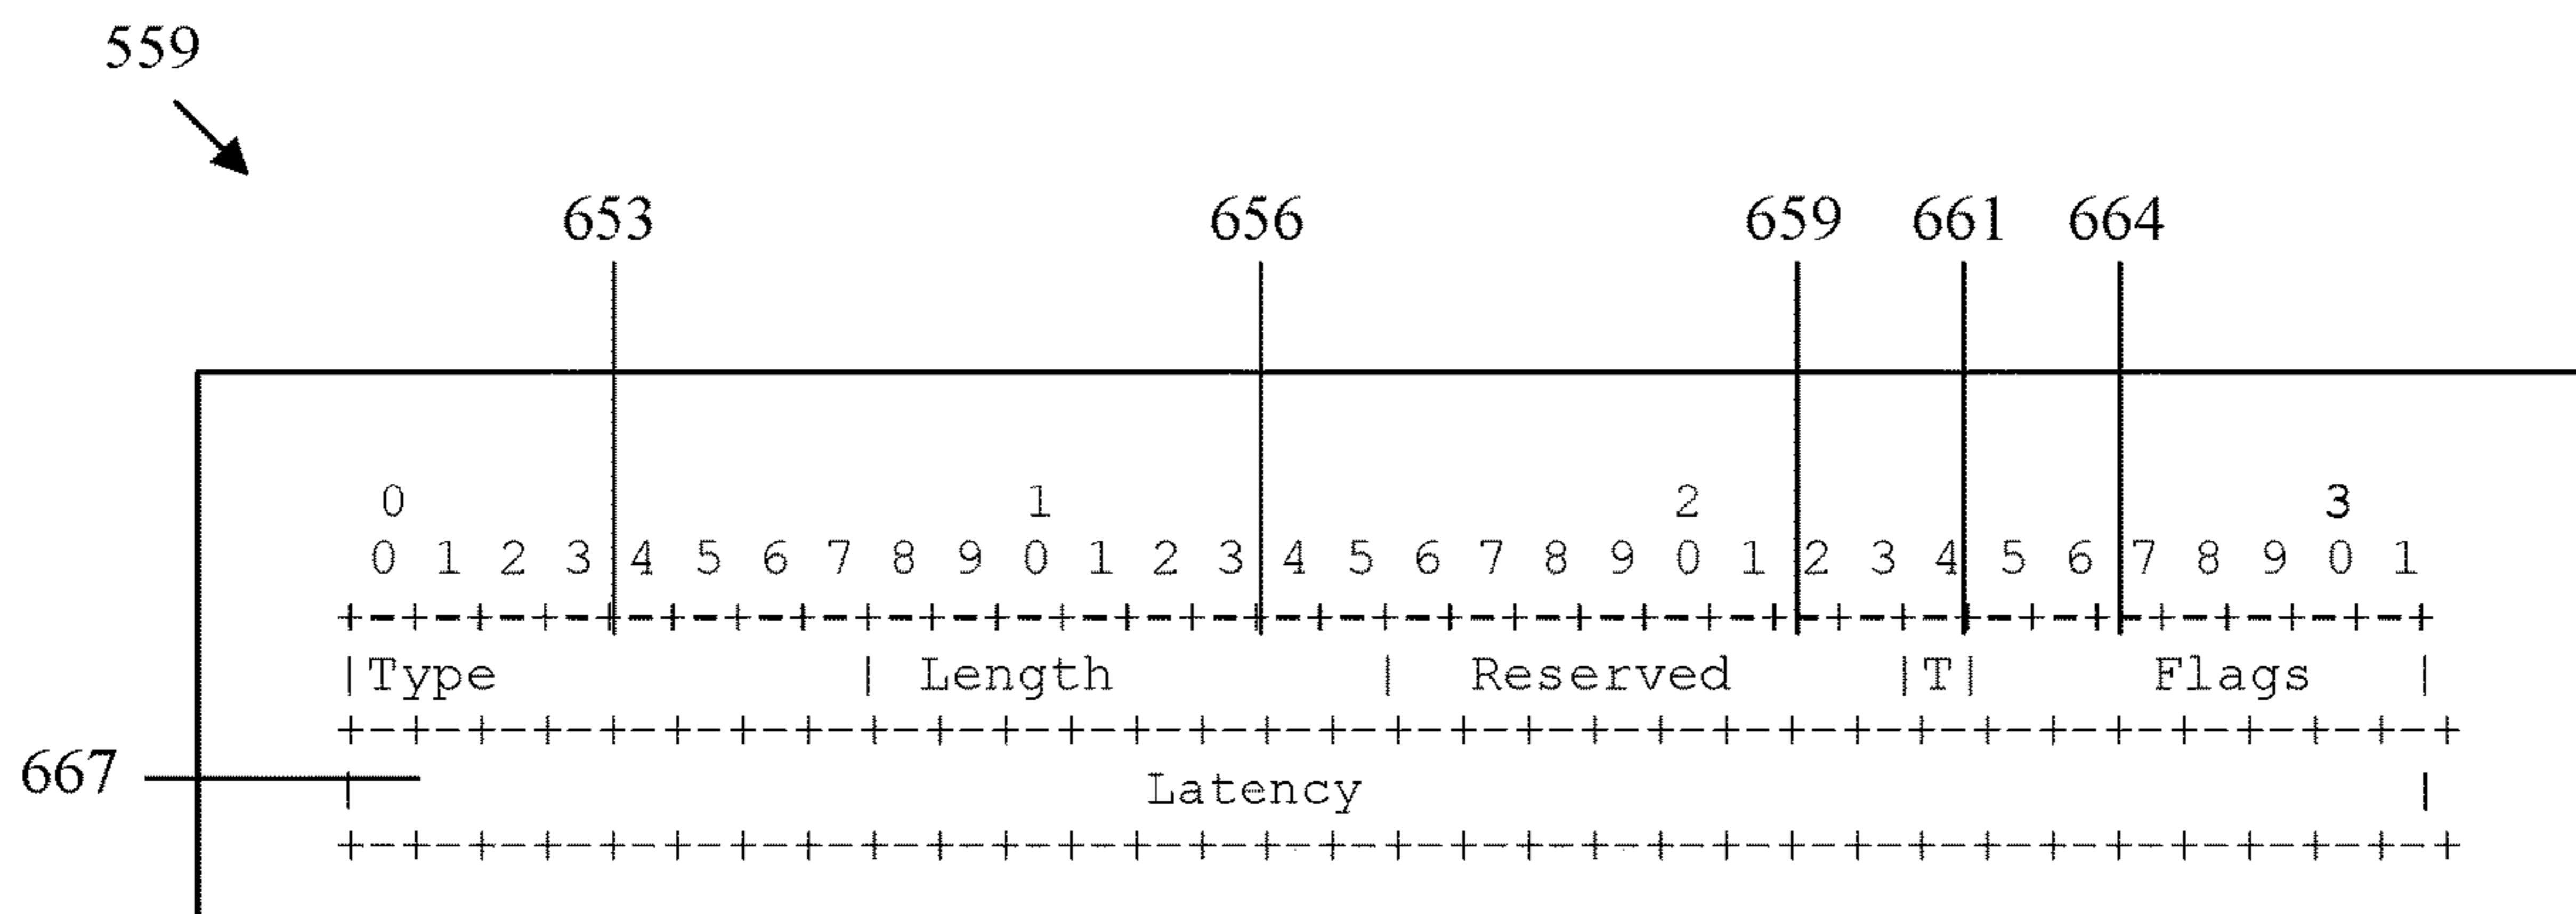 559
653 656 659 661 664
0 1 2 3
0 1 2 3 4 5 6 7 8 9 0 1 2 3 4 5 6 7 8 9 0 1 2 3 4 5 6 7 8 9 0 1
+-+-+-+-+-+-+-+-+-+-+-+-+-+-+-+-+-+-+-+-+-+-+-+-+-+-+-+-+-+-+-+-+
|Type | Length | Reserved |T| Flags |
+-+-+-+-+-+-+-+-+-+-+-+-+-+-+-+-+-+-+-+-+-+-+-+-+-+-+-+-+-+-+-+-+
667 | Latency |
+-+-+-+-+-+-+-+-+-+-+-+-+-+-+-+-+-+-+-+-+-+-+-+-+-+-+-+-+-+-+-+-+